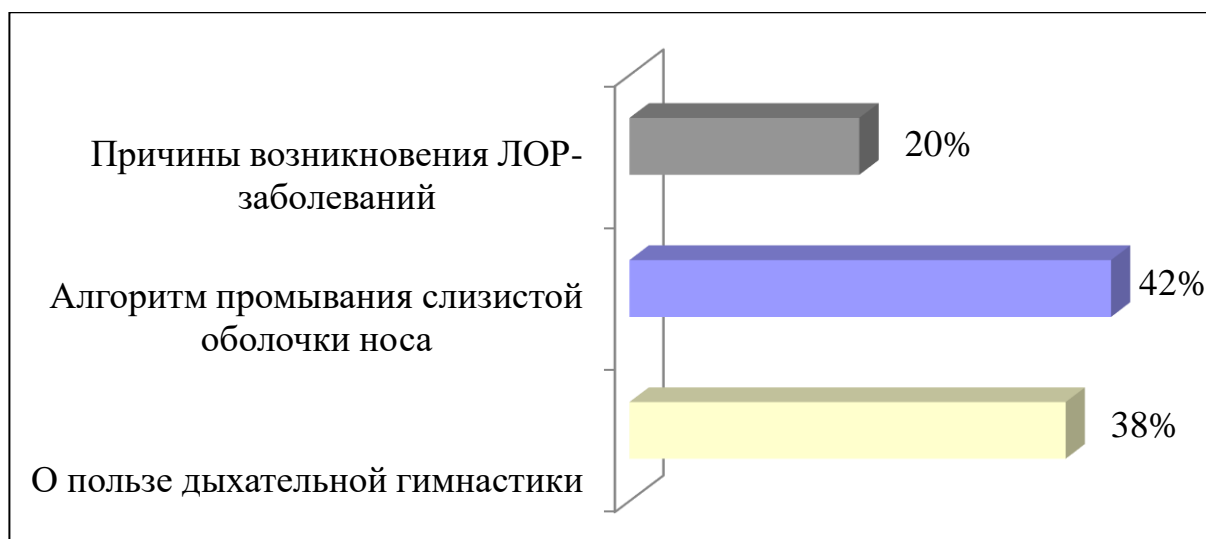 Причины возникновения ЛОР-
заболеваний
20%
Алгоритм промывания слизистой
оболочки носа
42%
О пользе дыхательной гимнастики
38%